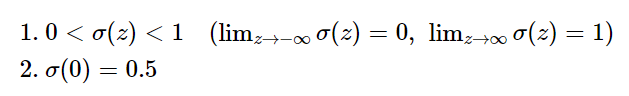 1. 0 < σ(z) < 1 (lim_{z→−∞} σ(z) = 0, lim_{z→∞} σ(z) = 1)
2. σ(0) = 0.5